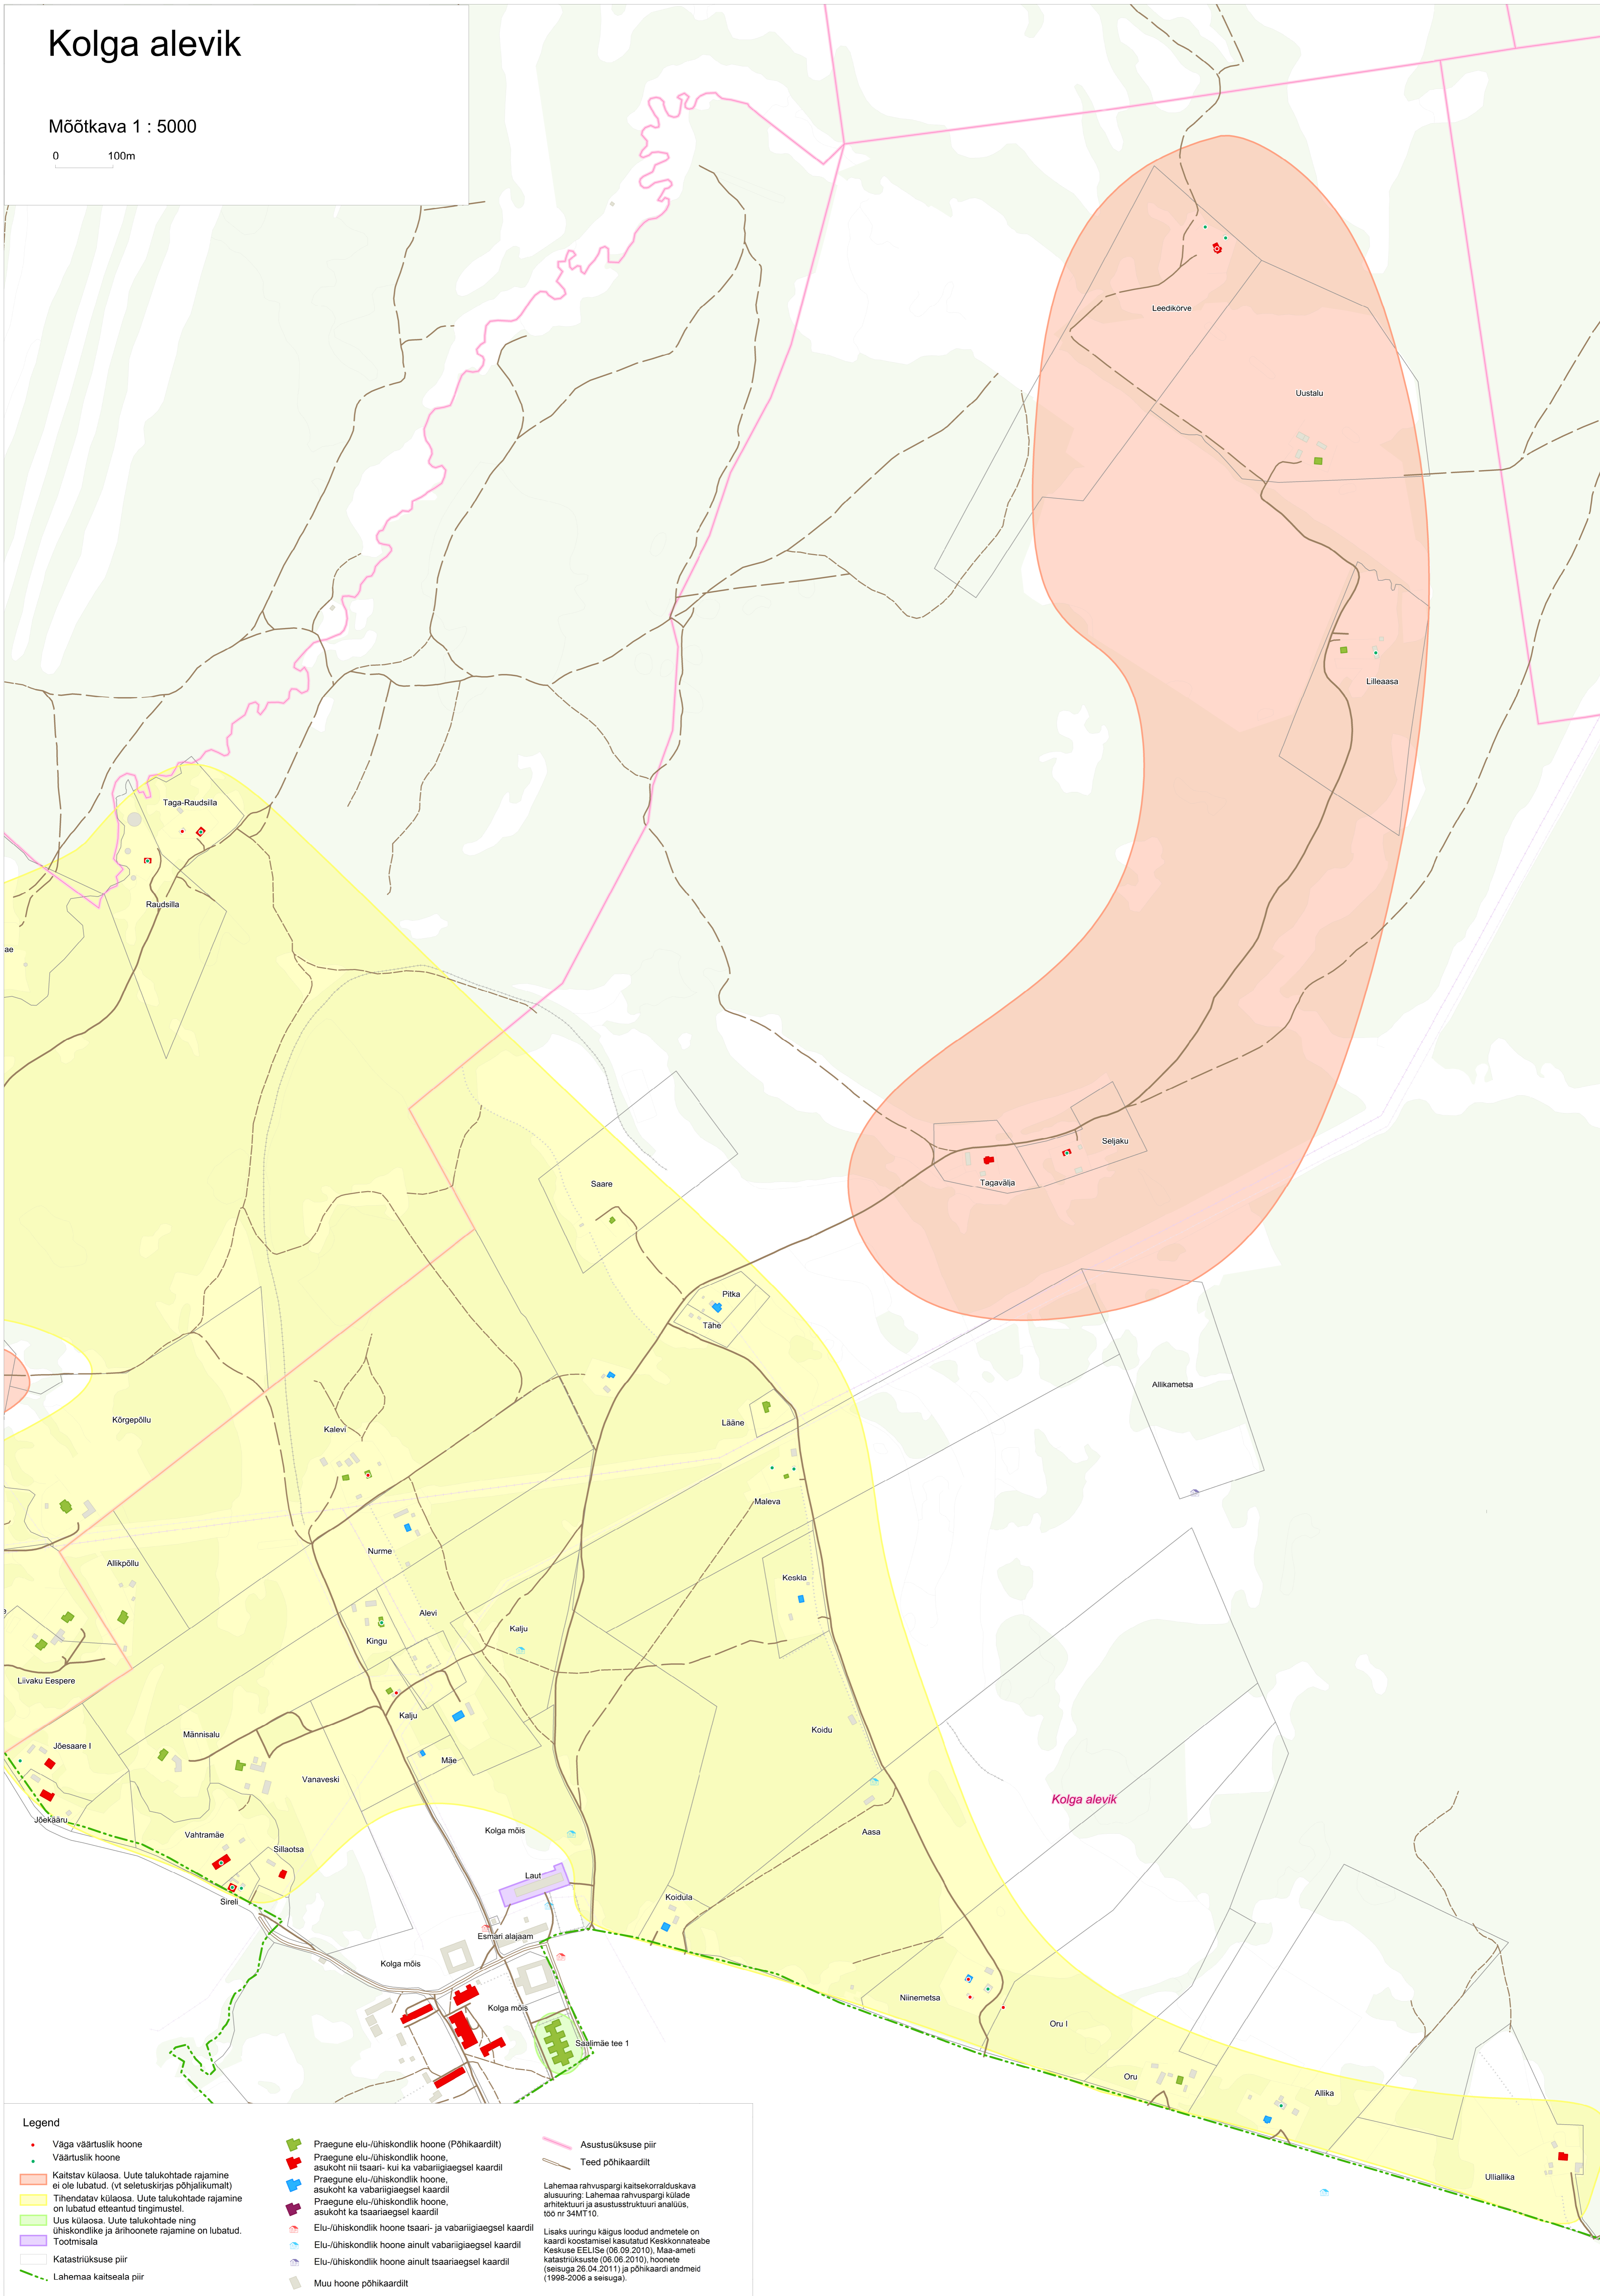 Kolga alevik
Mõõtkava 1 : 5000
0 100m
Leedikõrve
Uustalu
Lilleaasa
Taga-Raudsilla
Raudsilla
ae
Seljaku
Tagavälja
Saare
Pitka
Tähe
Allikametsa
Kõrgepõllu
Kalevi
Lääne
Maleva
Nurme
Allikpõllu
Keskla
Alevi
Kalju
Kingu
Liivaku Eespere
Kalju
Männisalu
Koidu
Jõesaare I
Mäe
Vanaveski
Kolga alevik
Jõekääru
Kolga mõis
Aasa
Vahtramäe
Sillaotsa
Laut
Koidula
Sireli
Esmari alajaam
Kolga mõis
Niinemetsa
Kolga mõis
Oru I
Saalimäe tee 1
Oru
Allika
Ulliallika
Legend
Väga väärtuslik hoone
Väärtuslik hoone
Kaitstav külaosa. Uute talukohtade rajamine
ei ole lubatud. (vt seletuskirjas põhjalikumalt)
Tihendatav külaosa. Uute talukohtade rajamine
on lubatud etteantud tingimustel.
Uus külaosa. Uute talukohtade ning
ühiskondlike ja ärihoonete rajamine on lubatud.
Tootmisala
Katastriüksuse piir
Lahemaa kaitseala piir
Praegune elu-/ühiskondlik hoone (Põhikaardilt)
Praegune elu-/ühiskondlik hoone,
asukoht nii tsaari- kui ka vabariigiaegsel kaardil
Praegune elu-/ühiskondlik hoone,
asukoht ka vabariigiaegsel kaardil
Praegune elu-/ühiskondlik hoone,
asukoht ka tsaariaegsel kaardil
Elu-/ühiskondlik hoone tsaari- ja vabariigiaegsel kaardil
Elu-/ühiskondlik hoone ainult vabariigiaegsel kaardil
Elu-/ühiskondlik hoone ainult tsaariaegsel kaardil
Muu hoone põhikaardilt
Asustusüksuse piir
Teed põhikaardilt
Lahemaa rahvuspargi kaitsekorralduskava
alusuuring: Lahemaa rahvuspargi külade
arhitektuuri ja asustusstruktuuri analüüs,
töö nr 34MT10.
Lisaks uuringu käigus loodud andmetele on
kaardi koostamisel kasutatud Keskkonnateabe
Keskuse EELISe (06.09.2010), Maa-ameti
katastriüksuste (06.06.2010), hoonete
(seisuga 26.04.2011) ja põhikaardi andmeid
(1998-2006 a seisuga).